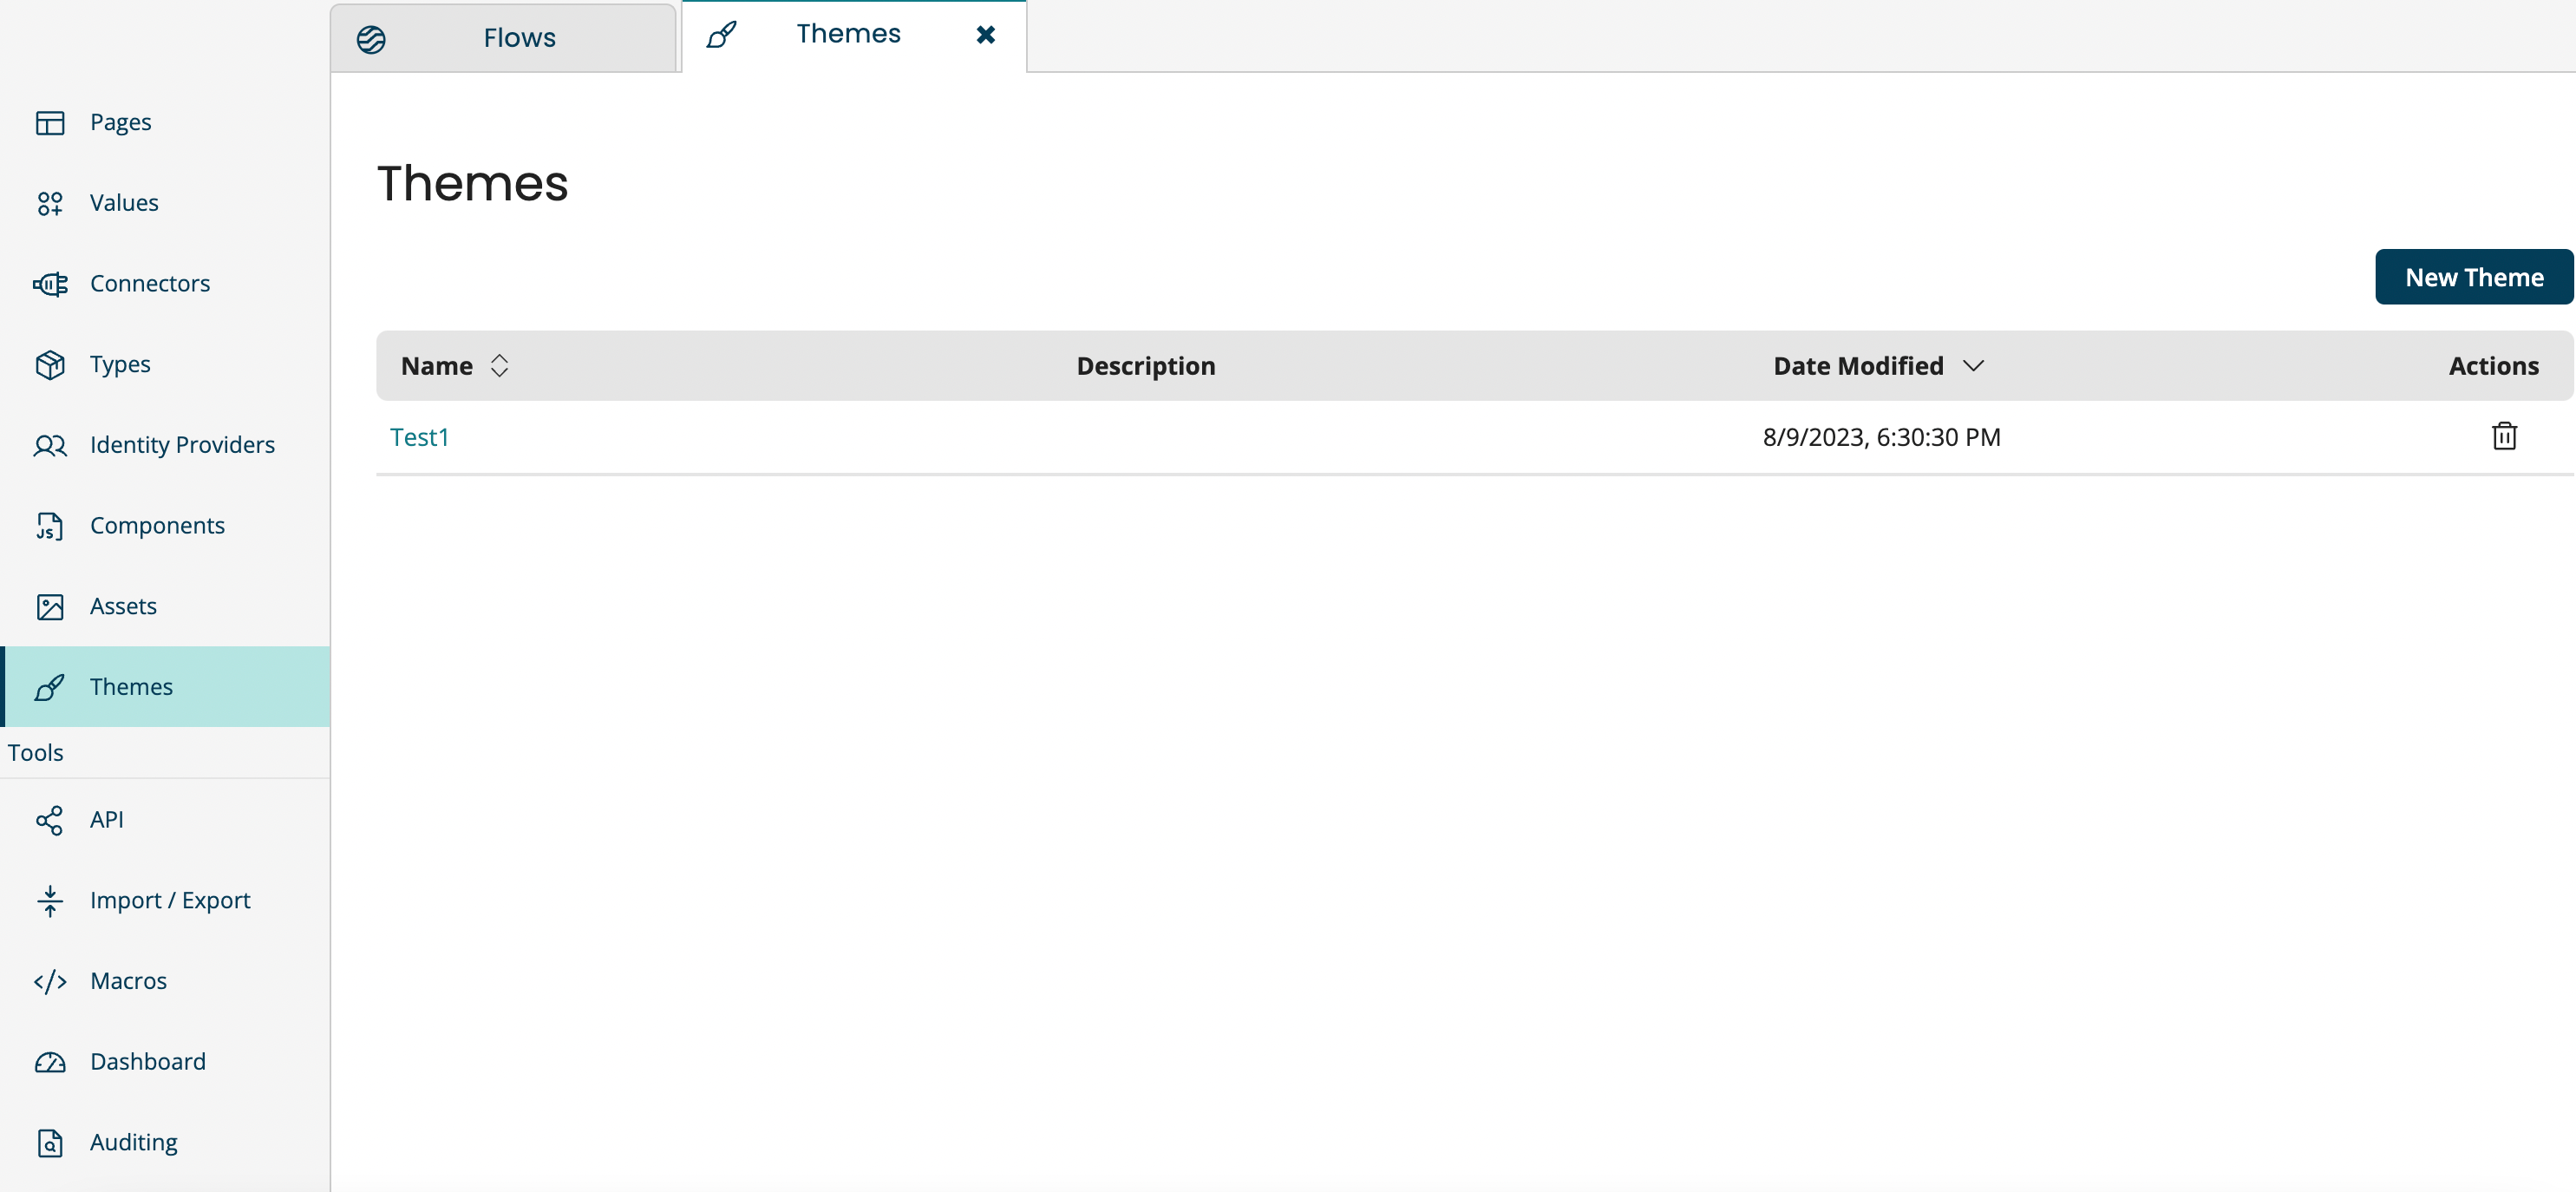 Flows
Themes
Pages
Values
Connectors
Types
Identity Providers
Components
JS
Assets
Themes
Tools
API
Import / Export
Macros
Dashboard
Auditing
Themes
New Theme
Name Description Date Modified Actions
Test1 8/9/2023, 6:30:30 PM